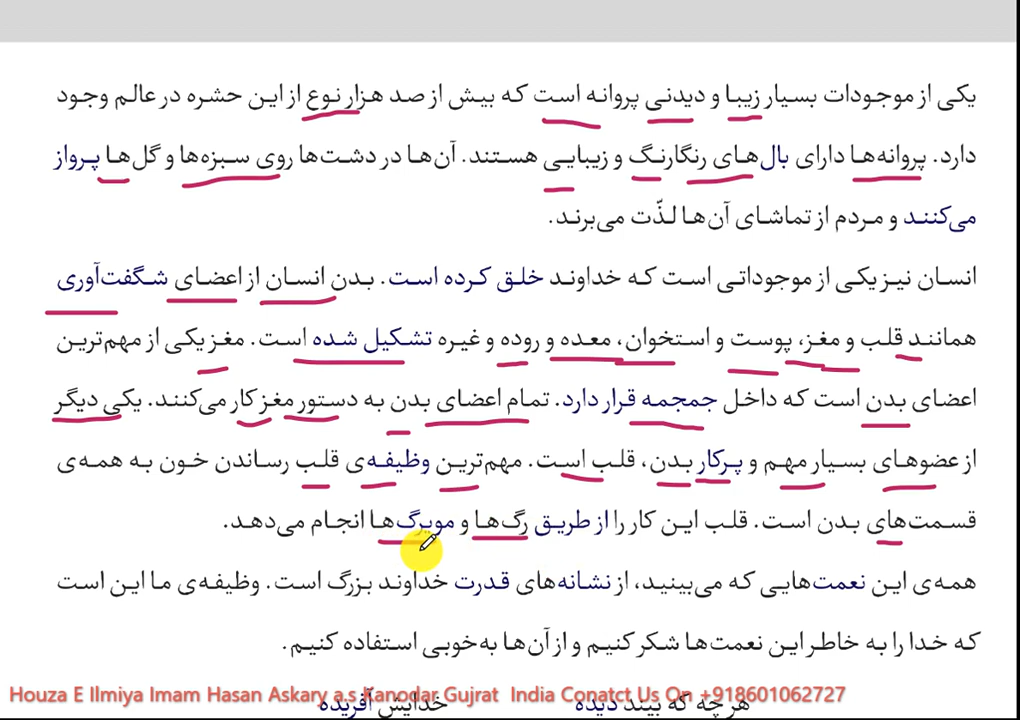 یکی از موجودات بسیار زیبا و دیدنی پروانه است که بیش از صد هزار نوع از این حشره در عالم وجود
دارد. پروانه‌ها دارای بال‌های رنگارنگ و زیبایی هستند. آن‌ها در دشت‌ها روی سبزه‌ها و گل‌ها پرواز
می‌کنند و مردم از تماشای آن‌ها لذّت می‌برند.
انسان نیز یکی از موجوداتی است که خداوند خلق کرده است. بدن انسان از اعضای شگفت‌آوری
همانند قلب و مغز، پوست و استخوان، معده و روده و غیره تشکیل شده است. مغز یکی از مهم‌ترین
اعضای بدن است که داخل جمجمه قرار دارد. تمام اعضای بدن به دستور مغز کار می‌کنند. یکی دیگر
از عضوهای بسیار مهم و پرکار بدن، قلب است. مهم‌ترین وظیفه‌ی قلب رساندن خون به همه‌ی
قسمت‌های بدن است. قلب این کار را از طریق رگ‌ها و مویرگ‌ها انجام می‌دهد.
همه‌ی این نعمت‌هایی که می‌بینید، از نشانه‌های قدرت خداوند بزرگ است. وظیفه‌ی ما این است
که خدا را به خاطر این نعمت‌ها شکر کنیم و از آن‌ها به‌خوبی استفاده کنیم.
هر چه که بیند دیده خدایش آفریده
Houza E Ilmiya Imam Hasan Askary a.s Kanodar Gujrat India Conatct Us On +918601062727